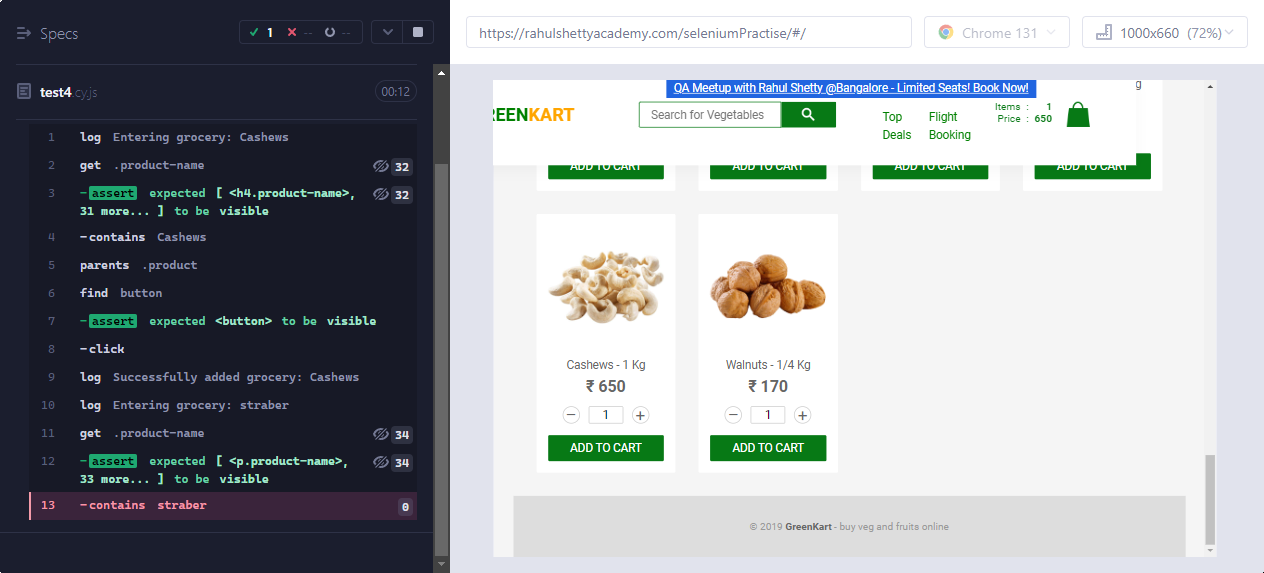 Specs
1 -- --
test4.cy.js 00:12
1 log Entering grocery: Cashews
2 get .product-name 32
3 -assert expected [ <h4.product-name>, 32
31 more... ] to be visible
4 -contains Cashews
5 parents .product
6 find button
7 -assert expected <button> to be visible
8 -click
9 log Successfully added grocery: Cashews
10 log Entering grocery: straber
11 get .product-name 34
12 -assert expected [ <p.product-name>, 34
33 more... ] to be visible
13 -contains straber 0
https://rahulshettyacademy.com/seleniumPractise/#/
Chrome 131
1000x660 (72%)
QA Meetup with Rahul Shetty @Bangalore - Limited Seats! Book Now!
g
REENKART
Search for Vegetables
Top
Deals
Flight
Booking
Items : 1
Price : 650
ADD TO CART ADD TO CART ADD TO CART ADD TO CART
Cashews - 1 Kg
₹ 650
– 1 +
ADD TO CART
Walnuts - 1/4 Kg
₹ 170
– 1 +
ADD TO CART
© 2019 GreenKart - buy veg and fruits online